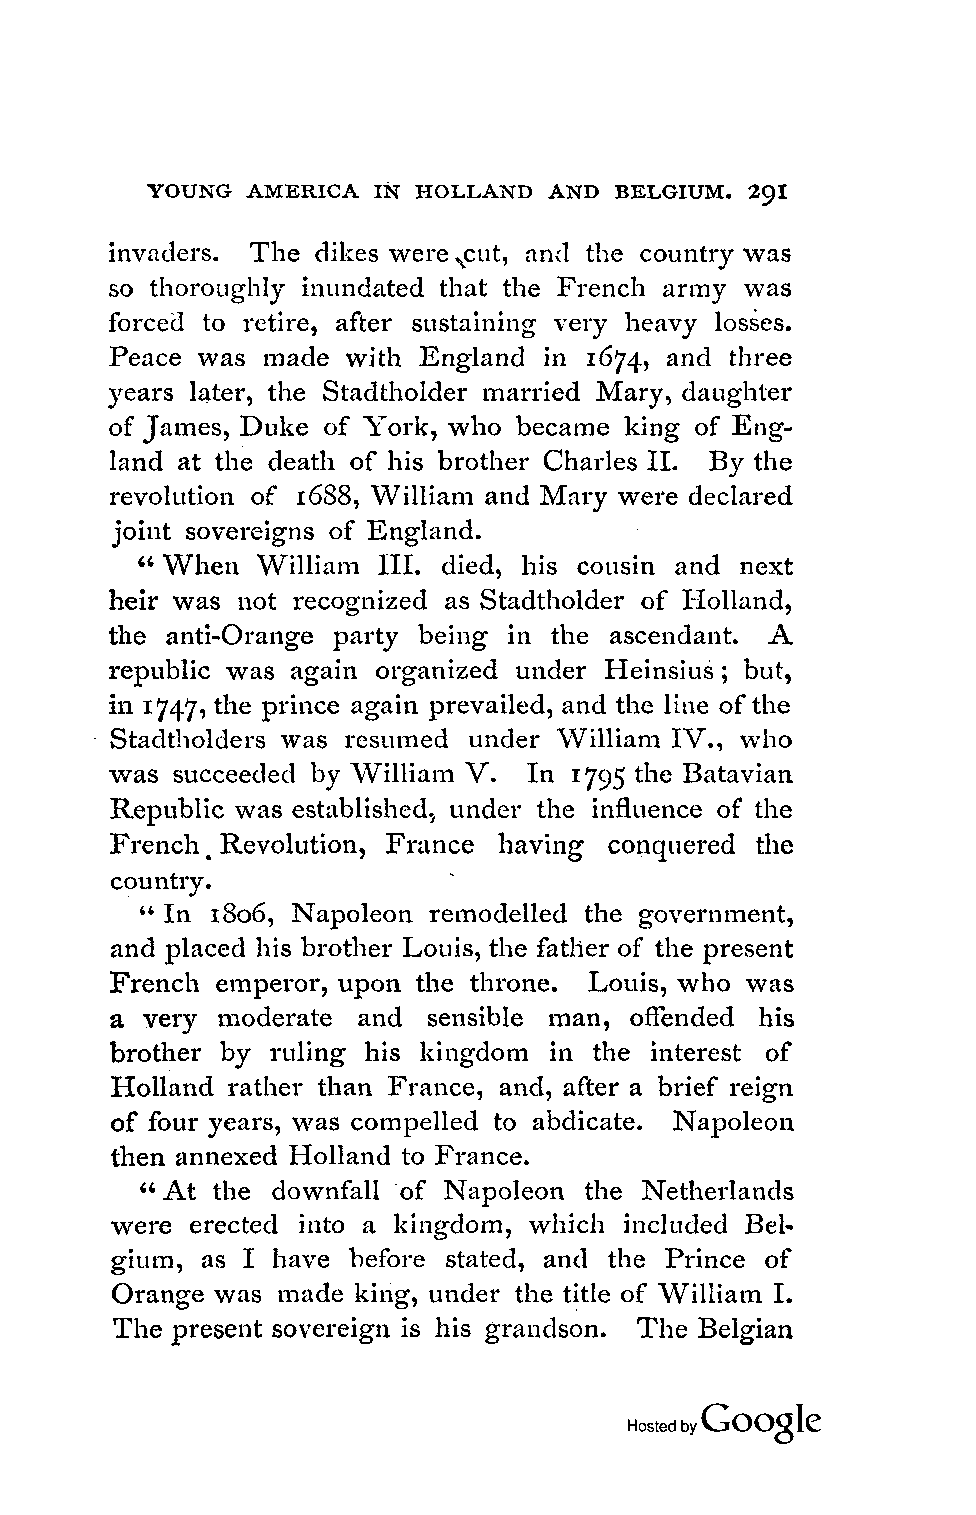 YOUNG AMERICA IN HOLLAND AND BELGIUM. 291
invaders. The dikes were cut, and the country was
so thoroughly inundated that the French army was
forced to retire, after sustaining very heavy losses.
Peace was made with England in 1674, and three
years later, the Stadtholder married Mary, daughter
of James, Duke of York, who became king of Eng-
land at the death of his brother Charles II. By the
revolution of 1688, William and Mary were declared
joint sovereigns of England.
“When William III. died, his cousin and next
heir was not recognized as Stadtholder of Holland,
the anti-Orange party being in the ascendant. A
republic was again organized under Heinsius; but,
in 1747, the prince again prevailed, and the line of the
Stadtholders was resumed under William IV., who
was succeeded by William V. In 1795 the Batavian
Republic was established, under the influence of the
French Revolution, France having conquered the
country.
“In 1806, Napoleon remodelled the government,
and placed his brother Louis, the father of the present
French emperor, upon the throne. Louis, who was
a very moderate and sensible man, offended his
brother by ruling his kingdom in the interest of
Holland rather than France, and, after a brief reign
of four years, was compelled to abdicate. Napoleon
then annexed Holland to France.
“At the downfall of Napoleon the Netherlands
were erected into a kingdom, which included Bel-
gium, as I have before stated, and the Prince of
Orange was made king, under the title of William I.
The present sovereign is his grandson. The Belgian
Hosted by Google